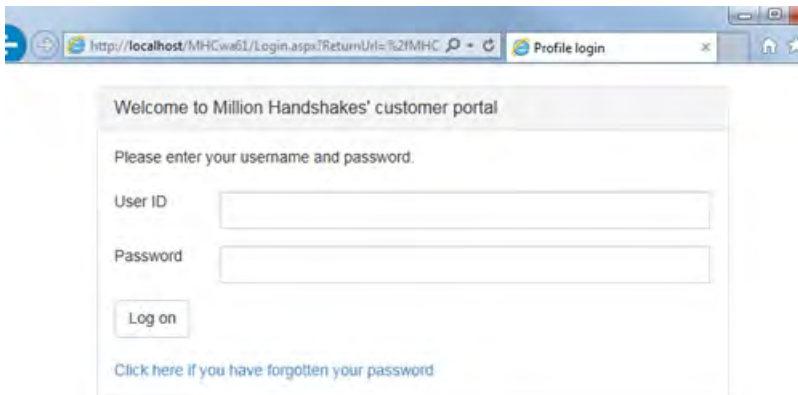 http://localhost/MHCwa61/Login.aspx?ReturnUrl=%2fMHC
Profile login
Welcome to Million Handshakes' customer portal
Please enter your username and password.
User ID
Password
Log on
Click here if you have forgotten your password